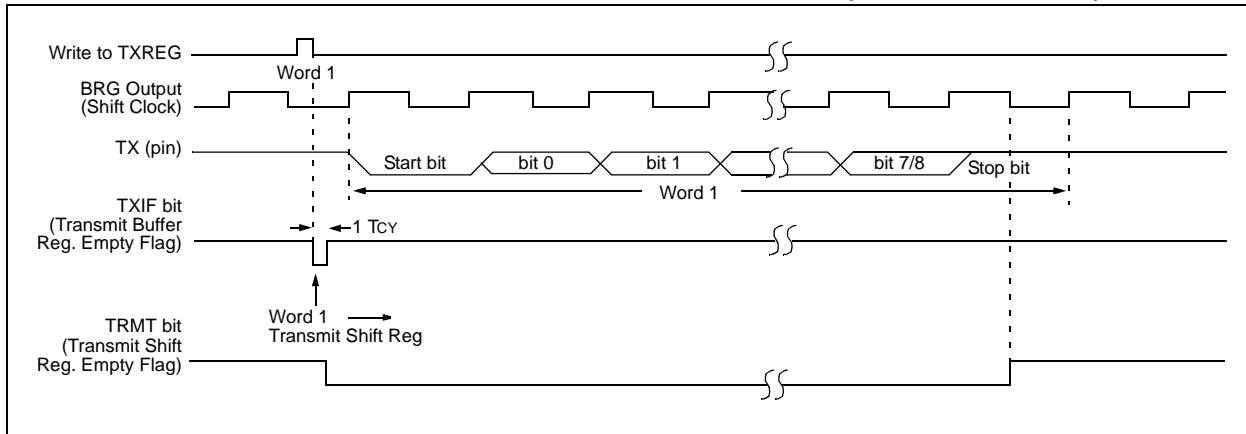 Write to TXREG
Word 1
BRG Output
(Shift Clock)
TX (pin)
Start bit
bit 0
bit 1
bit 7/8
Stop bit
Word 1
TXIF bit
(Transmit Buffer
Reg. Empty Flag)
1 TCY
Word 1
Transmit Shift Reg
TRMT bit
(Transmit Shift
Reg. Empty Flag)